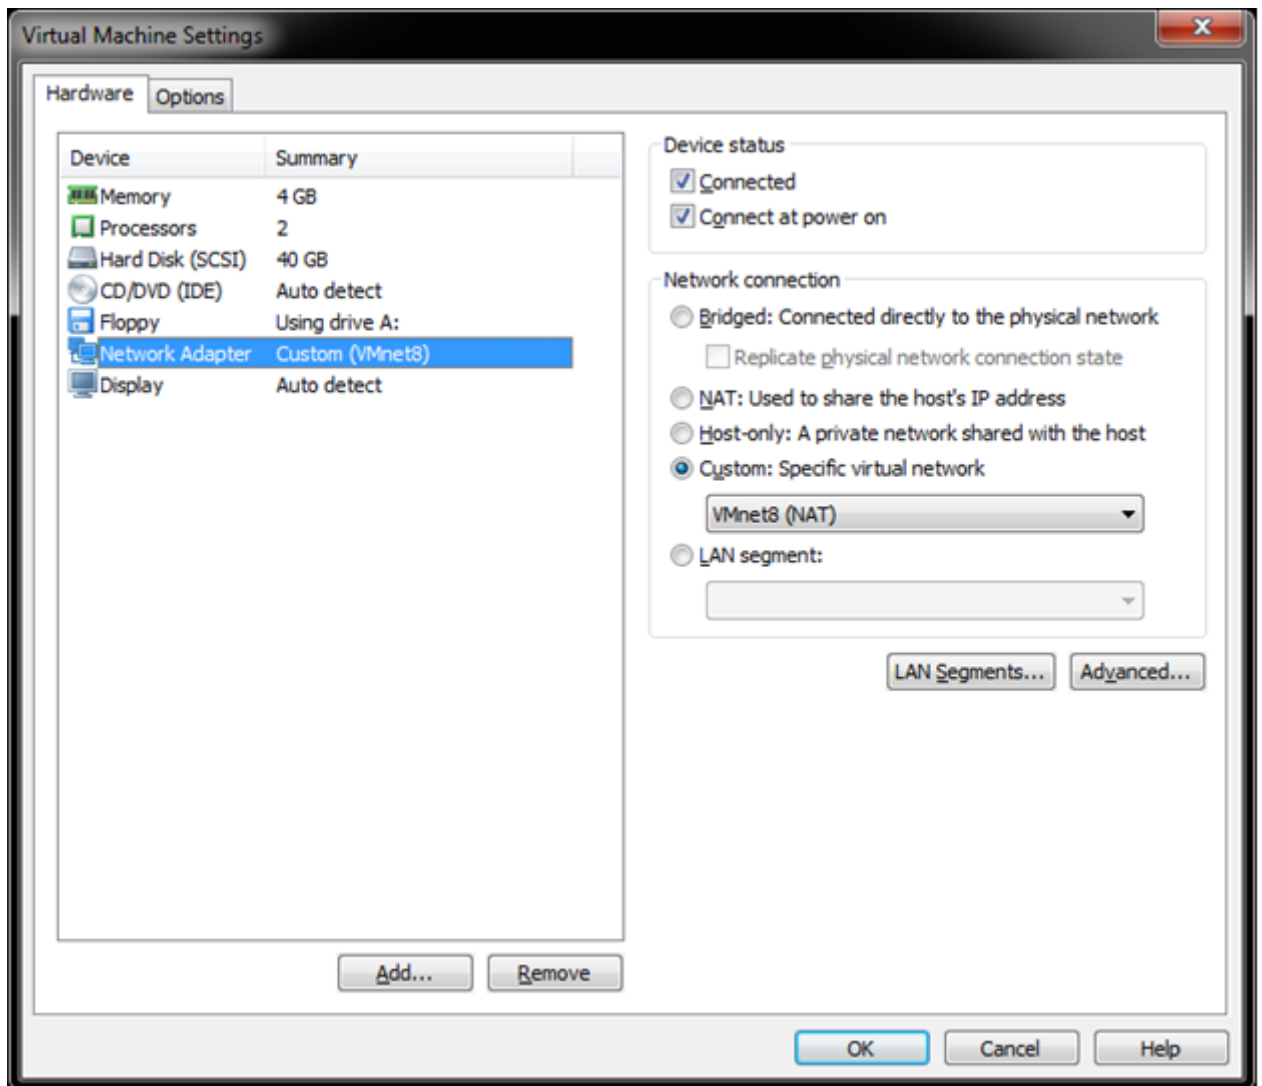 Virtual Machine Settings
Hardware
Options
Device Summary
Memory 4 GB
Processors 2
Hard Disk (SCSI) 40 GB
CD/DVD (IDE) Auto detect
Floppy Using drive A:
Network Adapter Custom (VMnet8)
Display Auto detect
Add...
Remove
Device status
Connected
Connect at power on
Network connection
Bridged: Connected directly to the physical network
Replicate physical network connection state
NAT: Used to share the host's IP address
Host-only: A private network shared with the host
Custom: Specific virtual network
VMnet8 (NAT)
LAN segment:
LAN Segments...
Advanced...
OK
Cancel
Help